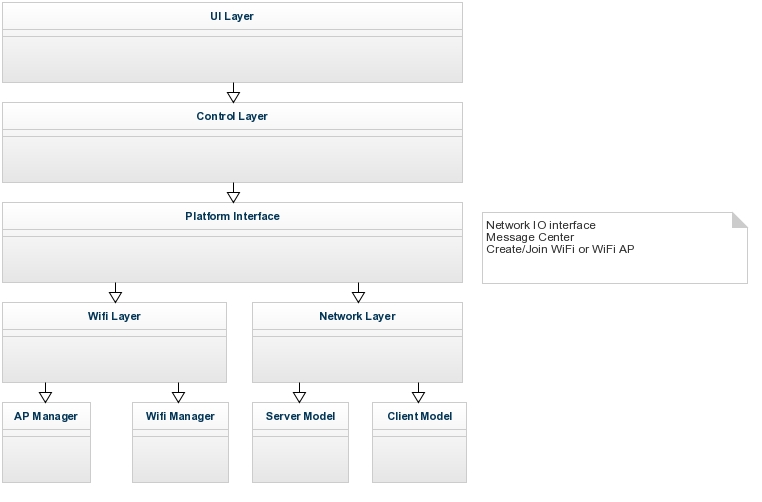 UI Layer
Control Layer
Platform Interface
Network IO interface
Message Center
Create/Join WiFi or WiFi AP
Wifi Layer
Network Layer
AP Manager
Wifi Manager
Server Model
Client Model